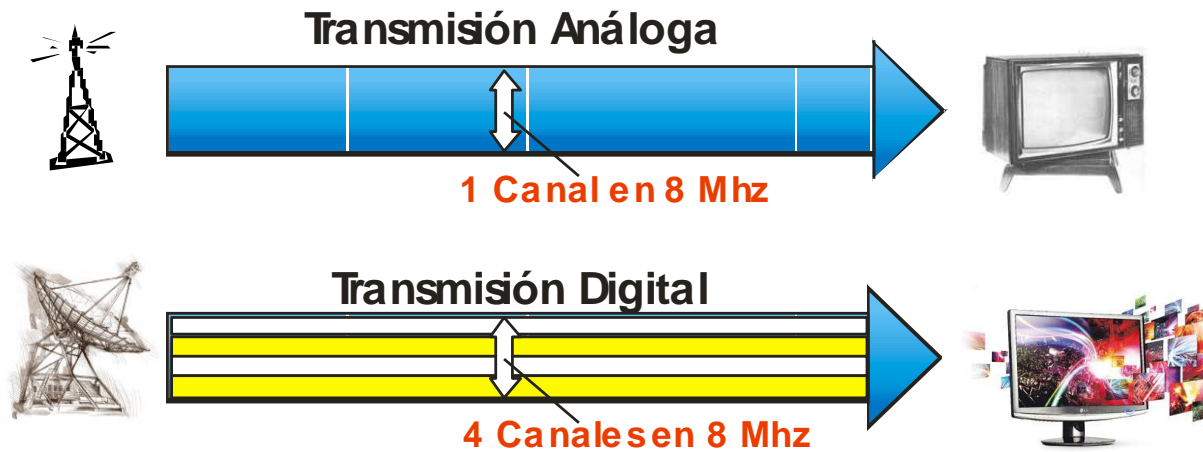 Transmisión Análoga
1 Canal en 8 Mhz
Transmisión Digital
4 Canales en 8 Mhz